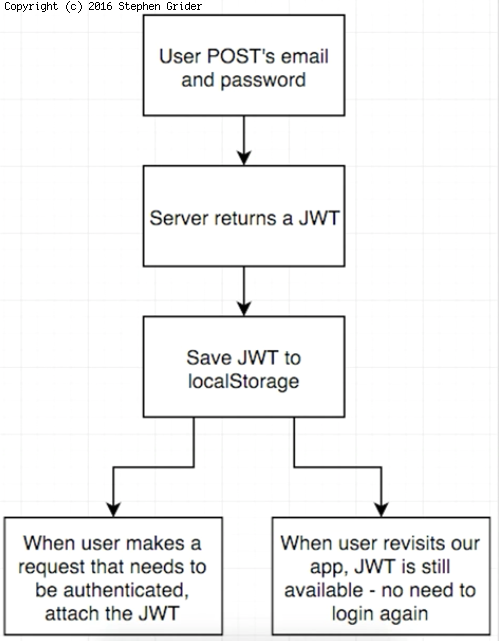 Copyright (c) 2016 Stephen Grider
User POST's email
and password
Server returns a JWT
Save JWT to
localStorage
When user makes a
request that needs to
be authenticated,
attach the JWT
When user revisits our
app, JWT is still
available - no need to
login again